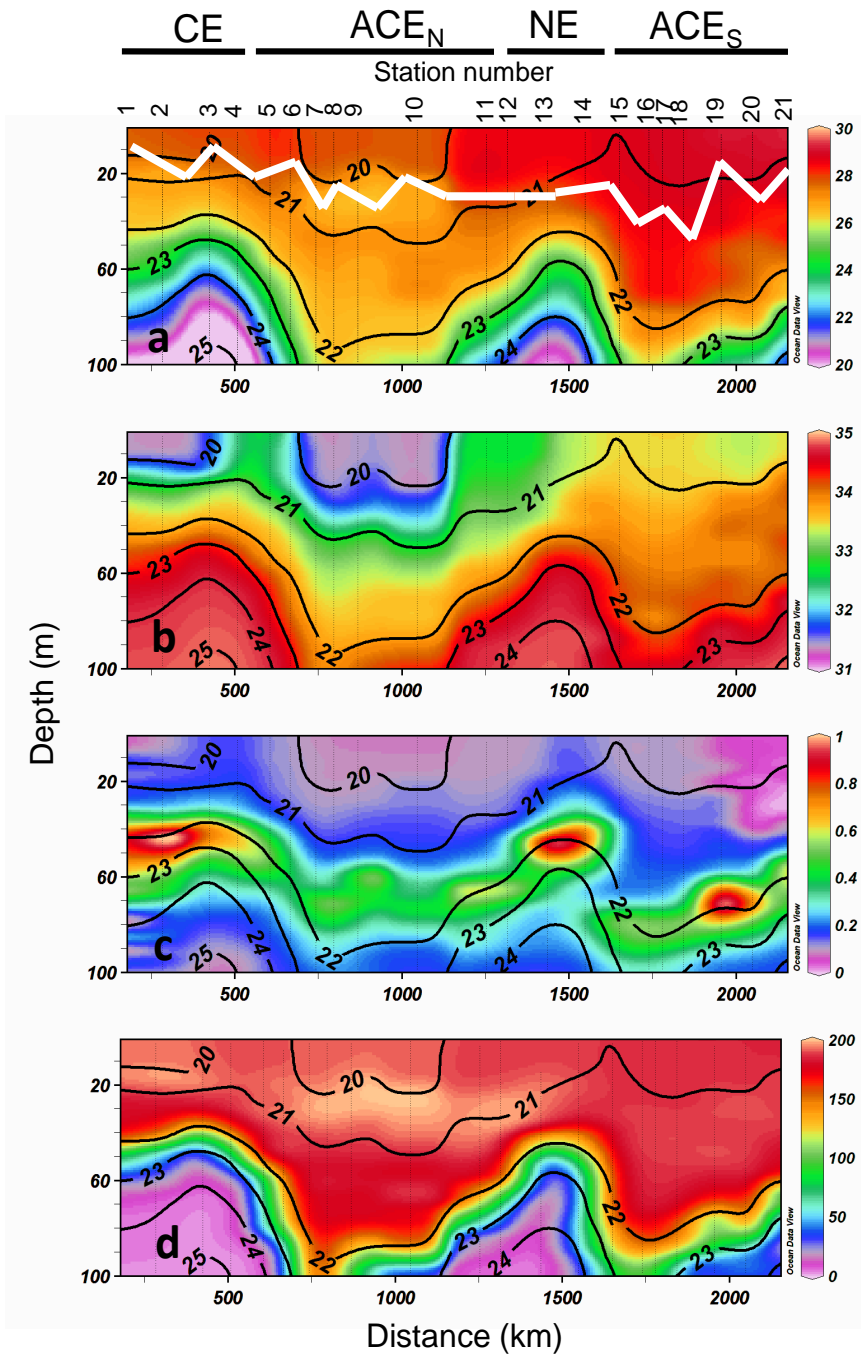 CE ACE_N NE ACE_S
Station number
1 2 3 4 5 6 7 8 9 10 11 12 13 14 15 16 17 18 19 20 21
20 21 23 24 25 20 22 21 23 24 22 23
a
20
60
100
500 1000 1500 2000
30
28
26
24
22
20
Ocean Data View
20 21 23 24 25 20 22 21 23 24 22 23
b
20
60
100
500 1000 1500 2000
35
34
33
32
31
Ocean Data View
Depth (m)
20 21 23 24 25 20 22 21 23 24 22 23
c
20
60
100
500 1000 1500 2000
1
0.8
0.6
0.4
0.2
0
Ocean Data View
20 21 23 24 25 20 22 21 23 24 22 23
d
20
60
100
500 1000 1500 2000
200
150
100
50
0
Ocean Data View
Distance (km)